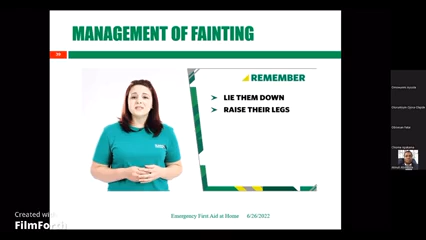 MANAGEMENT OF FAINTING
REMEMBER
LIE THEM DOWN
RAISE THEIR LEGS
Emergency First Aid at Home 6/26/2022
Created with
FilmForth